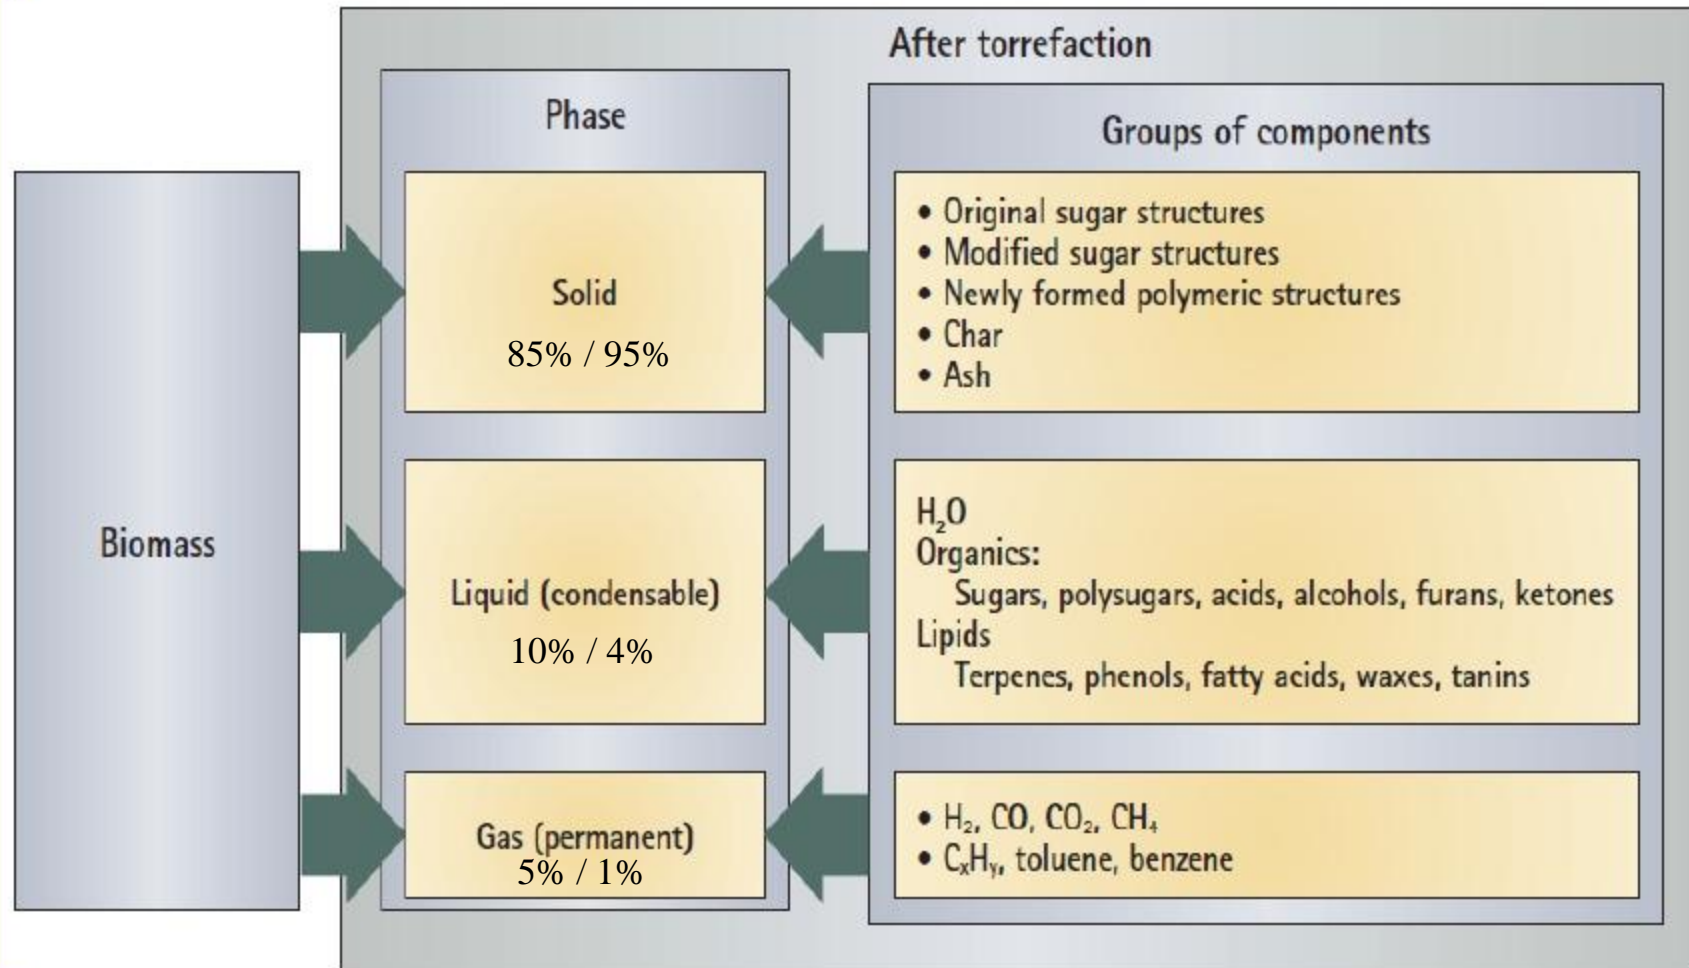 After torrefaction
Phase
Groups of components
Biomass
Solid
85% / 95%
• Original sugar structures
• Modified sugar structures
• Newly formed polymeric structures
• Char
• Ash
Liquid (condensable)
10% / 4%
H₂O
Organics:
Sugars, polysugars, acids, alcohols, furans, ketones
Lipids
Terpenes, phenols, fatty acids, waxes, tanins
Gas (permanent)
5% / 1%
• H₂, CO, CO₂, CH₄
• CₓHᵧ, toluene, benzene